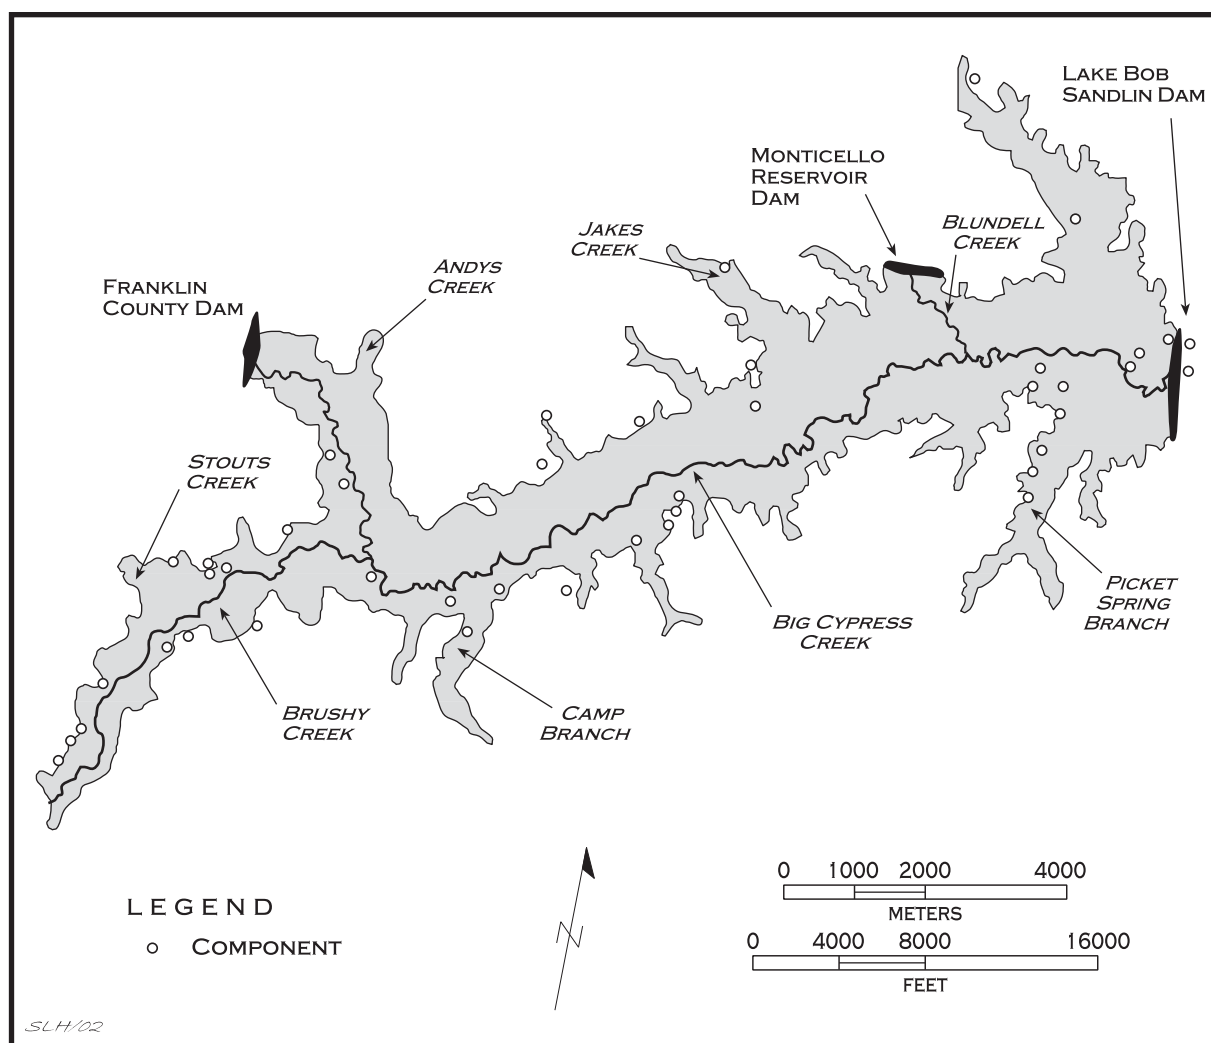 LAKE BOB
SANDLIN DAM
MONTICELLO
RESERVOIR
DAM
BLUNDELL
CREEK
JAKES
CREEK
ANDYS
CREEK
FRANKLIN
COUNTY DAM
STOUTS
CREEK
PICKET
SPRING
BRANCH
BIG CYPRESS
CREEK
BRUSHY
CREEK
CAMP
BRANCH
N
0 1000 2000 4000
METERS
0 4000 8000 16000
FEET
LEGEND
COMPONENT
SLH/02